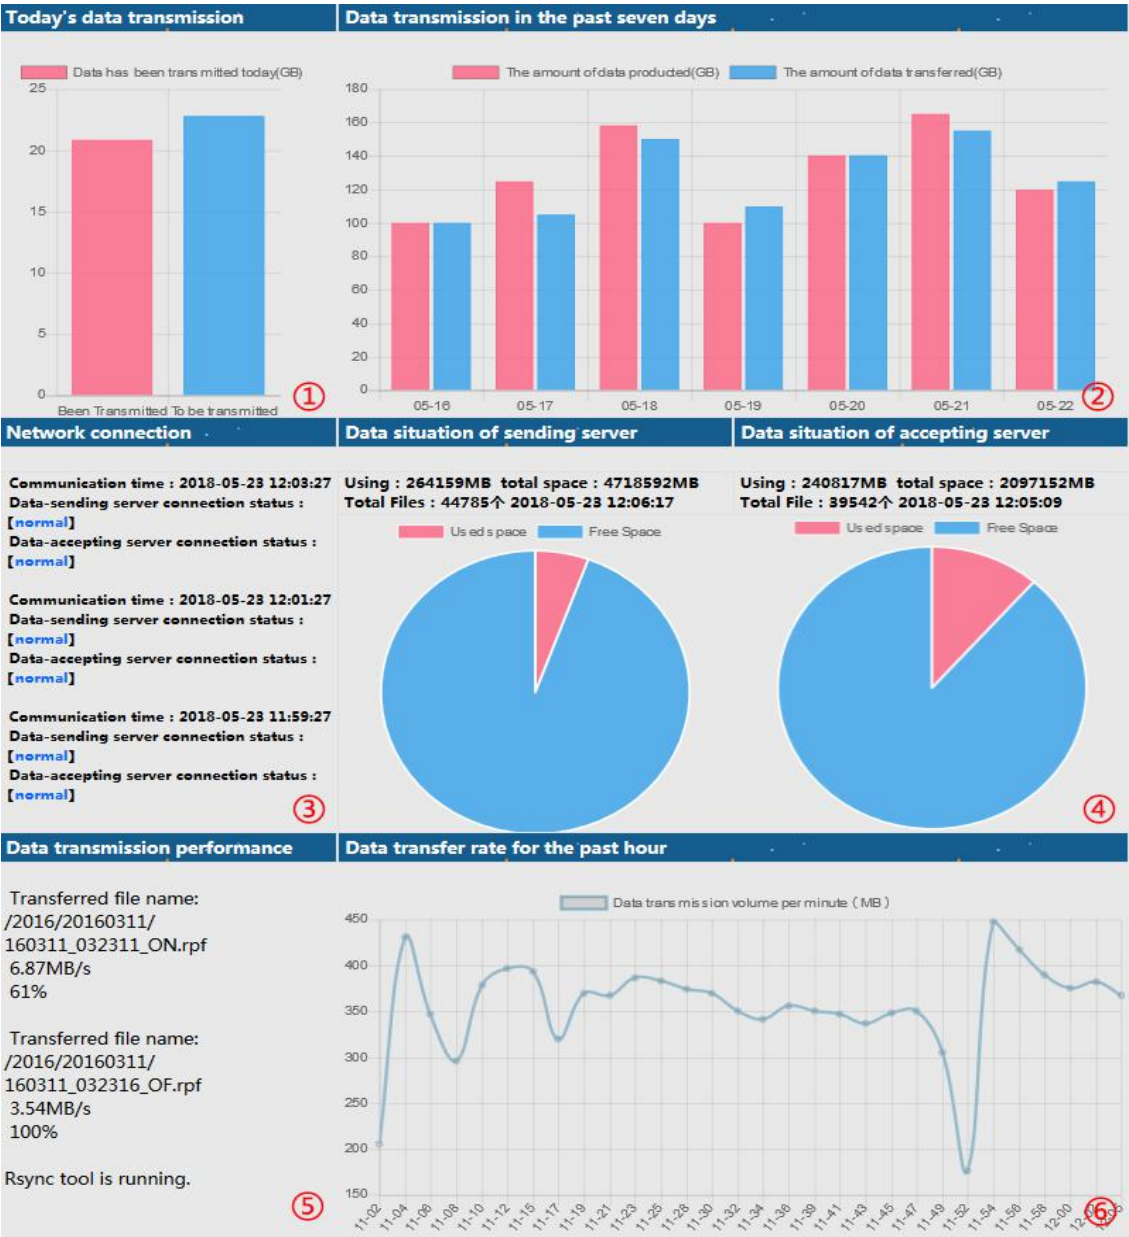 Today's data transmission
Data has been transmitted today(GB)
25
20
15
10
5
0
Been Transmitted To be transmitted
①
Data transmission in the past seven days
The amount of data producted(GB) The amount of data transferred(GB)
180
160
140
120
100
80
60
40
20
0
05-16 05-17 05-18 05-19 05-20 05-21 05-22
②
Network connection
Communication time : 2018-05-23 12:03:27
Data-sending server connection status :
【normal】
Data-accepting server connection status :
【normal】
Communication time : 2018-05-23 12:01:27
Data-sending server connection status :
【normal】
Data-accepting server connection status :
【normal】
Communication time : 2018-05-23 11:59:27
Data-sending server connection status :
【normal】
Data-accepting server connection status :
【normal】
③
Data situation of sending server
Using : 264159MB total space : 4718592MB
Total Files : 44785个 2018-05-23 12:06:17
Used space Free Space
Data situation of accepting server
Using : 240817MB total space : 2097152MB
Total File : 39542个 2018-05-23 12:05:09
Used space Free Space
④
Data transmission performance
Transferred file name:
/2016/20160311/
160311_032311_ON.rpf
6.87MB/s
61%
Transferred file name:
/2016/20160311/
160311_032316_OF.rpf
3.54MB/s
100%
Rsync tool is running.
⑤
Data transfer rate for the past hour
Data transmission volume per minute ( MB )
450
400
350
300
250
200
150
11-02 11-04 11-06 11-08 11-10 11-12 11-15 11-17 11-19 11-21 11-23 11-25 11-28 11-30 11-32 11-34 11-36 11-39 11-41 11-43 11-45 11-47 11-49 11-52 11-54 11-56 11-58 12-00
⑥